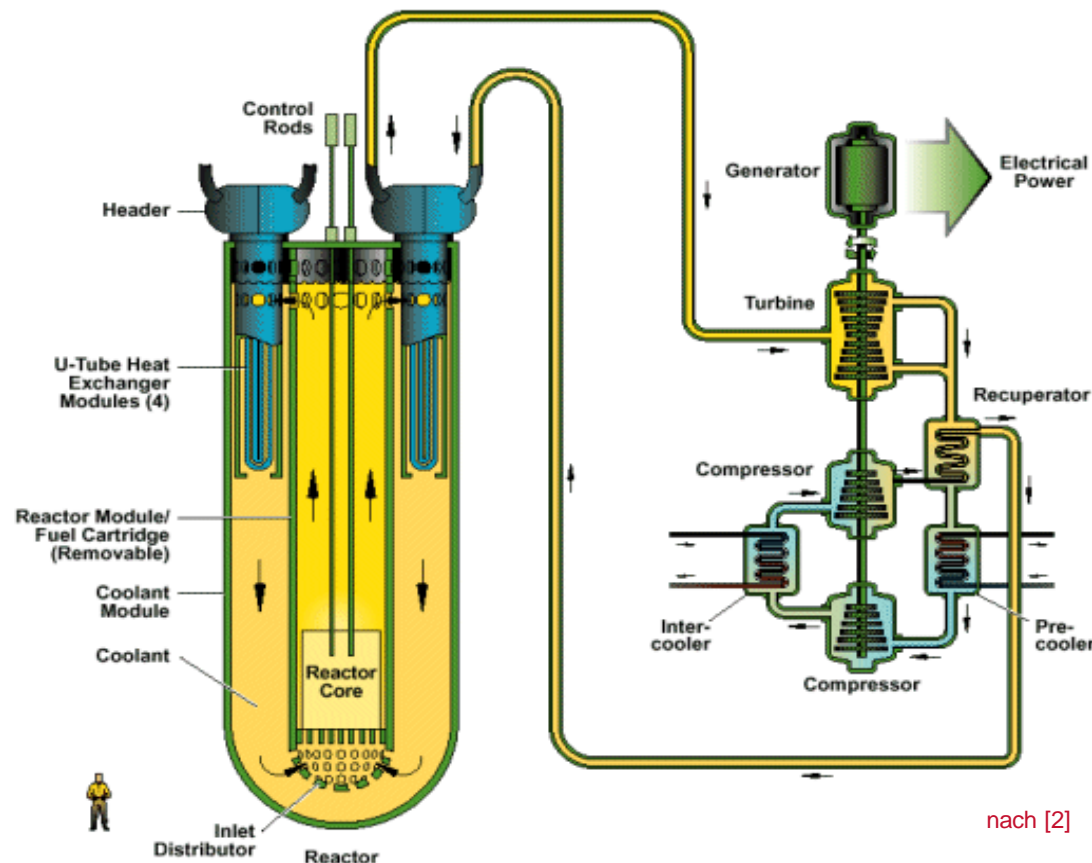 Control
Rods
Header
U-Tube Heat
Exchanger
Modules (4)
Reactor Module/
Fuel Cartridge
(Removable)
Coolant
Module
Coolant
Reactor
Core
Inlet
Distributor
Reactor
Generator
Electrical
Power
Turbine
Recuperator
Compressor
Inter-
cooler
Pre-
cooler
Compressor
nach [2]